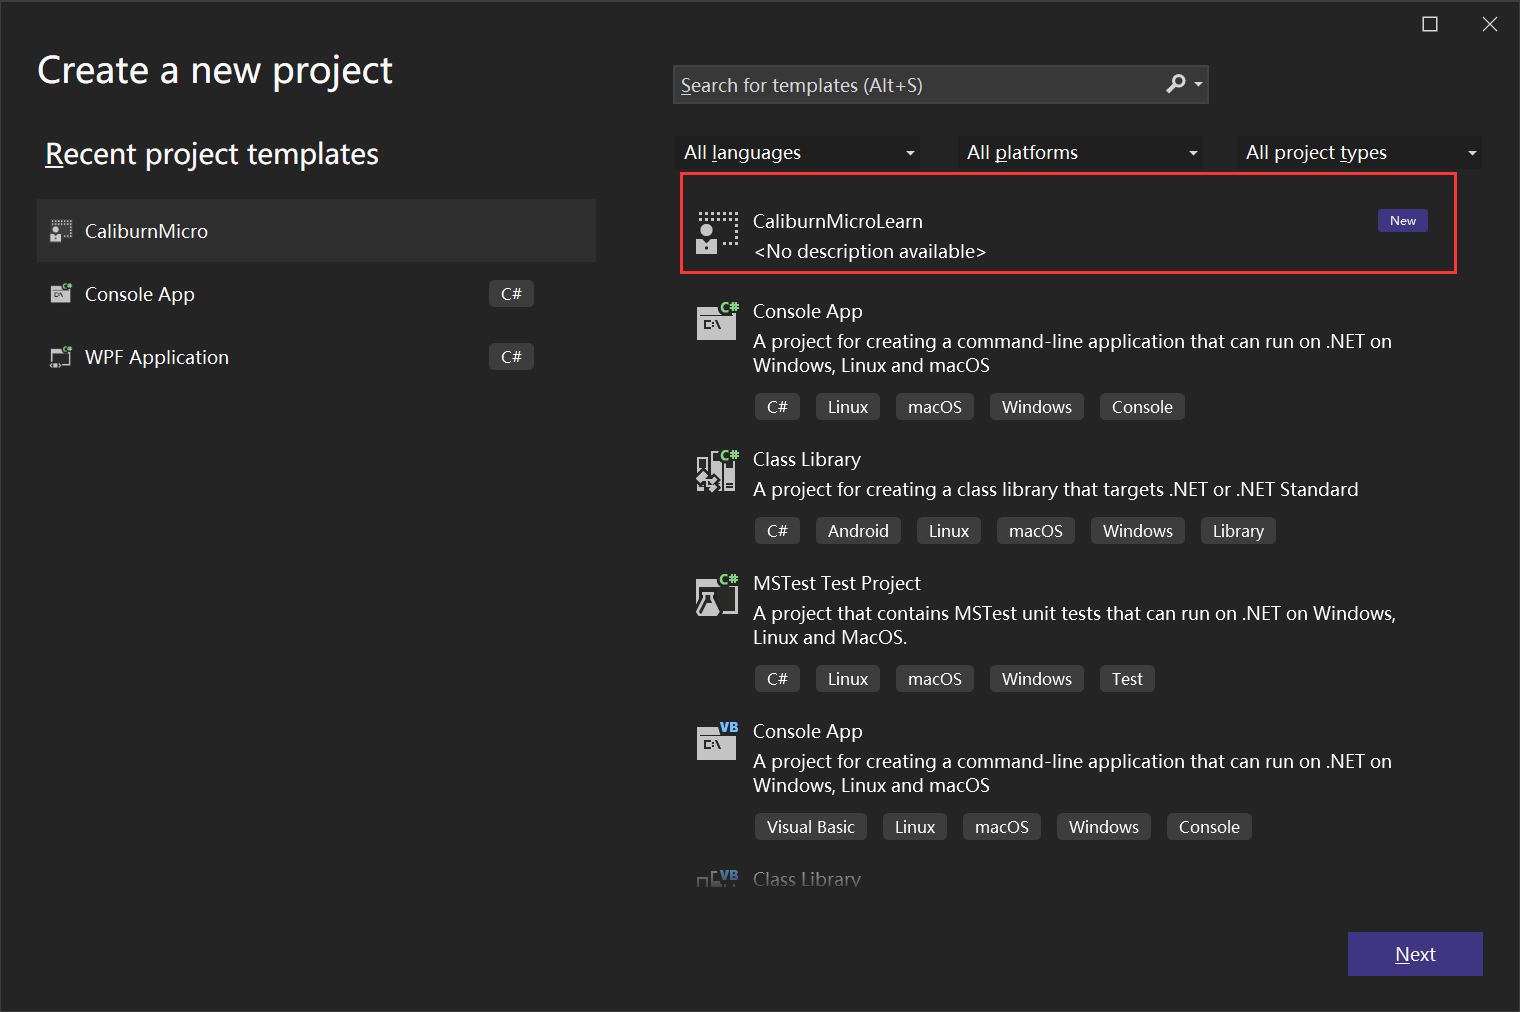 Create a new project
Search for templates (Alt+S)
Recent project templates
CaliburnMicro
Console App
C#
WPF Application
C#
All languages
All platforms
All project types
CaliburnMicroLearn
New
<No description available>
C#
C:\
Console App
A project for creating a command-line application that can run on .NET on
Windows, Linux and macOS
C#
Linux
macOS
Windows
Console
C#
Class Library
A project for creating a class library that targets .NET or .NET Standard
C#
Android
Linux
macOS
Windows
Library
C#
MSTest Test Project
A project that contains MSTest unit tests that can run on .NET on Windows,
Linux and MacOS.
C#
Linux
macOS
Windows
Test
VB
C:\
Console App
A project for creating a command-line application that can run on .NET on
Windows, Linux and macOS
Visual Basic
Linux
macOS
Windows
Console
VB
Class Library
Next